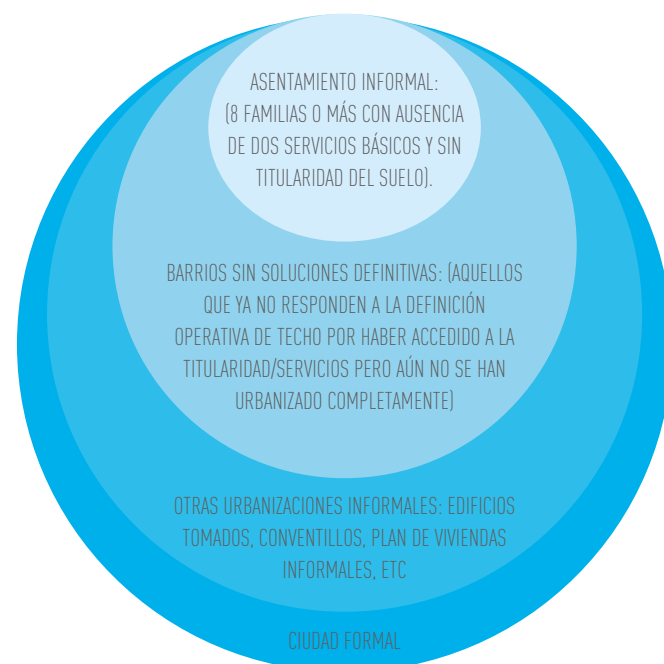 ASENTAMIENTO INFORMAL:
(8 FAMILIAS O MÁS CON AUSENCIA
DE DOS SERVICIOS BÁSICOS Y SIN
TITULARIDAD DEL SUELO).
BARRIOS SIN SOLUCIONES DEFINITIVAS: (AQUELLOS
QUE YA NO RESPONDEN A LA DEFINICIÓN
OPERATIVA DE TECHO POR HABER ACCEDIDO A LA
TITULARIDAD/SERVICIOS PERO AÚN NO SE HAN
URBANIZADO COMPLETAMENTE)
OTRAS URBANIZACIONES INFORMALES: EDIFICIOS
TOMADOS, CONVENTILLOS, PLAN DE VIVIENDAS
INFORMALES, ETC
CIUDAD FORMAL